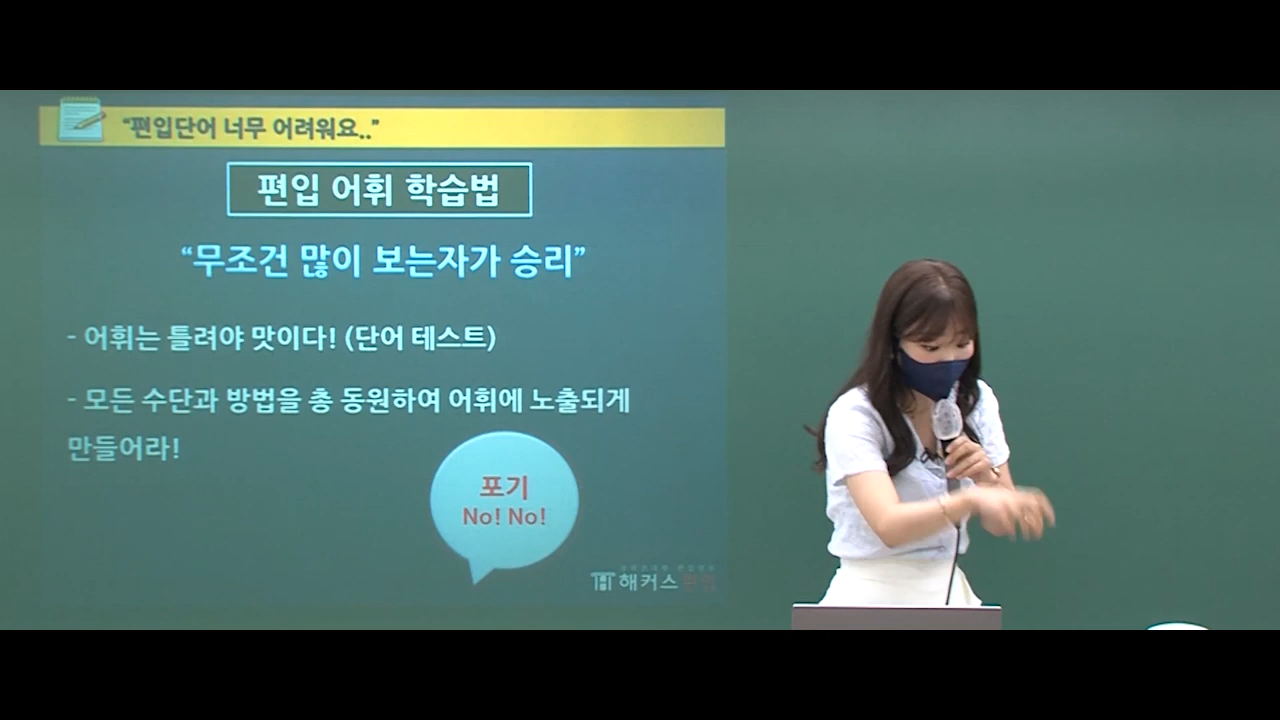 “편입단어 너무 어려워요..”
편입 어휘 학습법
“무조건 많이 보는자가 승리”
- 어휘는 틀려야 맛이다! (단어 테스트)
- 모든 수단과 방법을 총 동원하여 어휘에 노출되게
만들어라!
포기
No! No!
해커스 편입